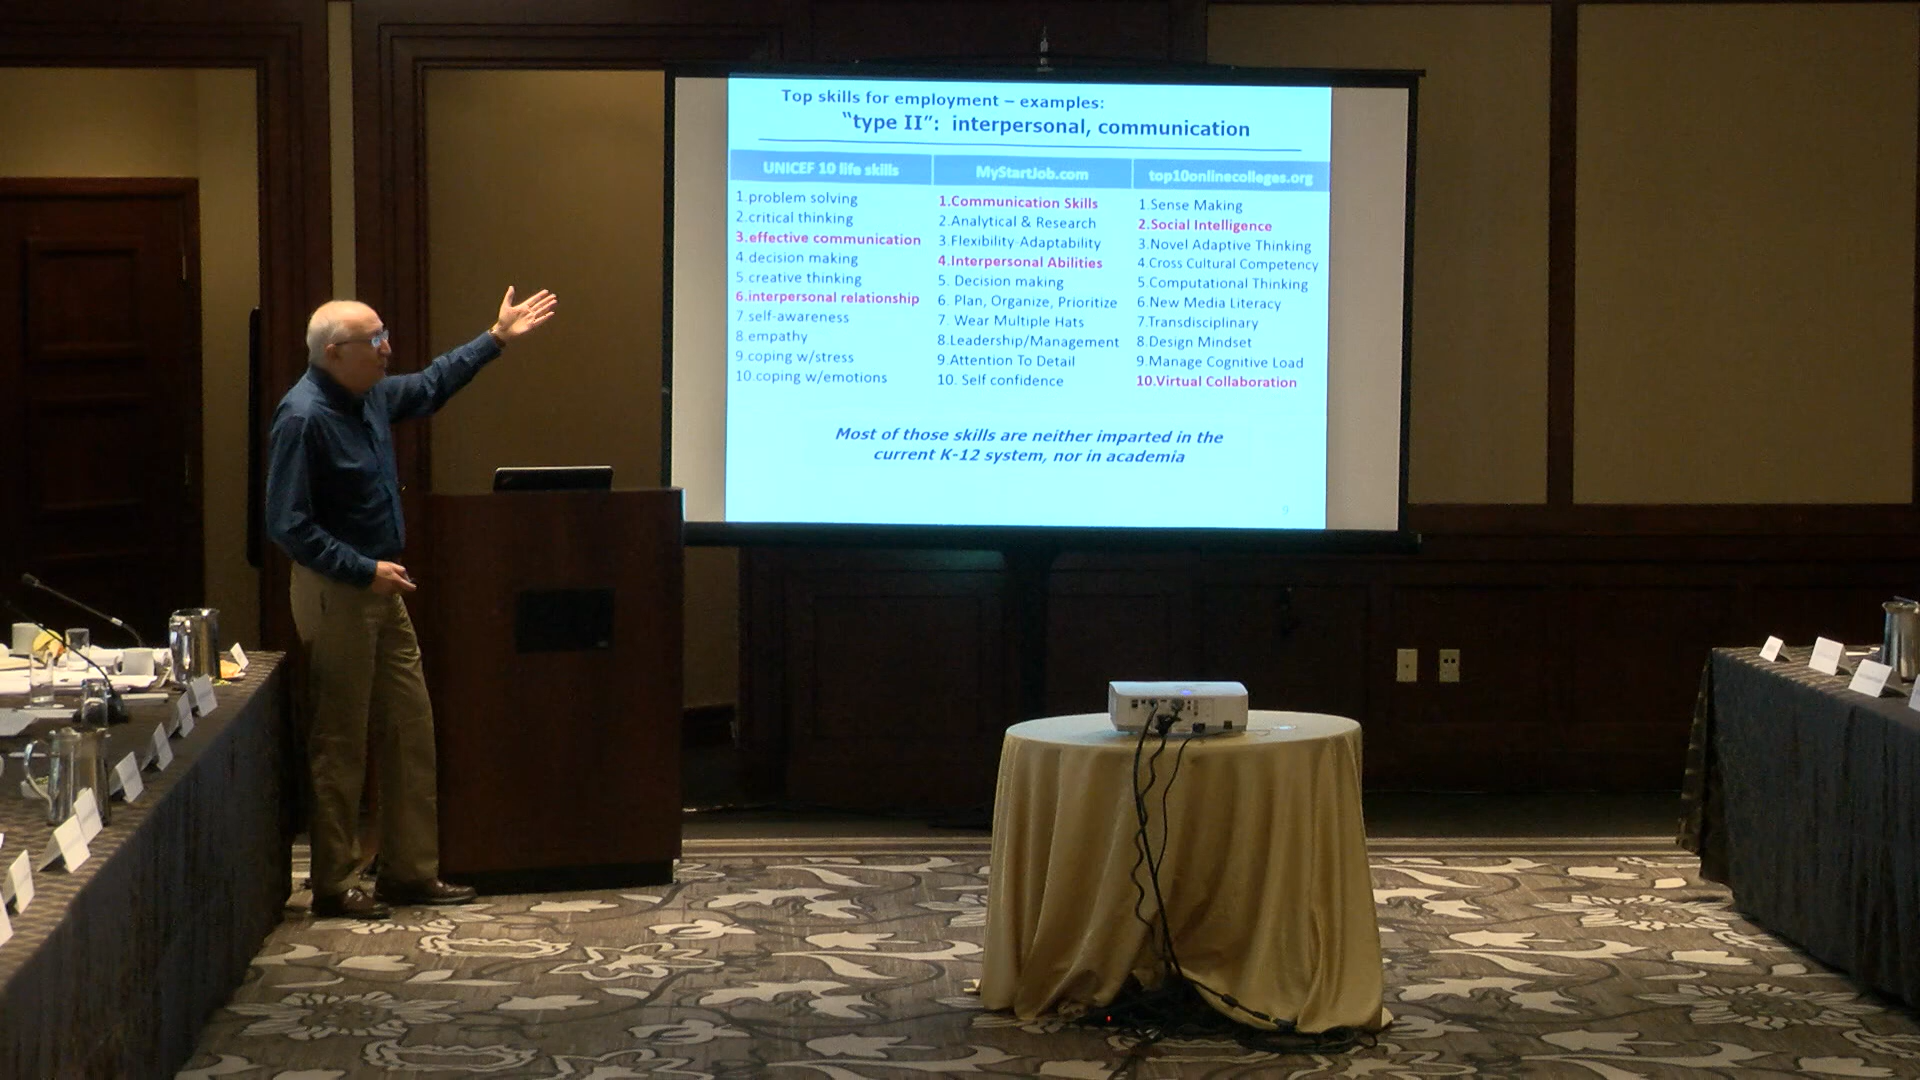 Top skills for employment – examples:
“type II”: interpersonal, communication
UNICEF 10 life skills
1.problem solving
2.critical thinking
3.effective communication
4.decision making
5.creative thinking
6.interpersonal relationship
7 self-awareness
8.empathy
9.coping w/stress
10.coping w/emotions
MyStartJob.com
1.Communication Skills
2.Analytical & Research
3.Flexibility-Adaptability
4.Interpersonal Abilities
5. Decision making
6. Plan, Organize, Prioritize
7. Wear Multiple Hats
8.Leadership/Management
9.Attention To Detail
10. Self confidence
top10onlinecolleges.org
1.Sense Making
2.Social Intelligence
3.Novel Adaptive Thinking
4.Cross Cultural Competency
5.Computational Thinking
6.New Media Literacy
7.Transdisciplinary
8.Design Mindset
9.Manage Cognitive Load
10.Virtual Collaboration
Most of those skills are neither imparted in the
current K-12 system, nor in academia
9